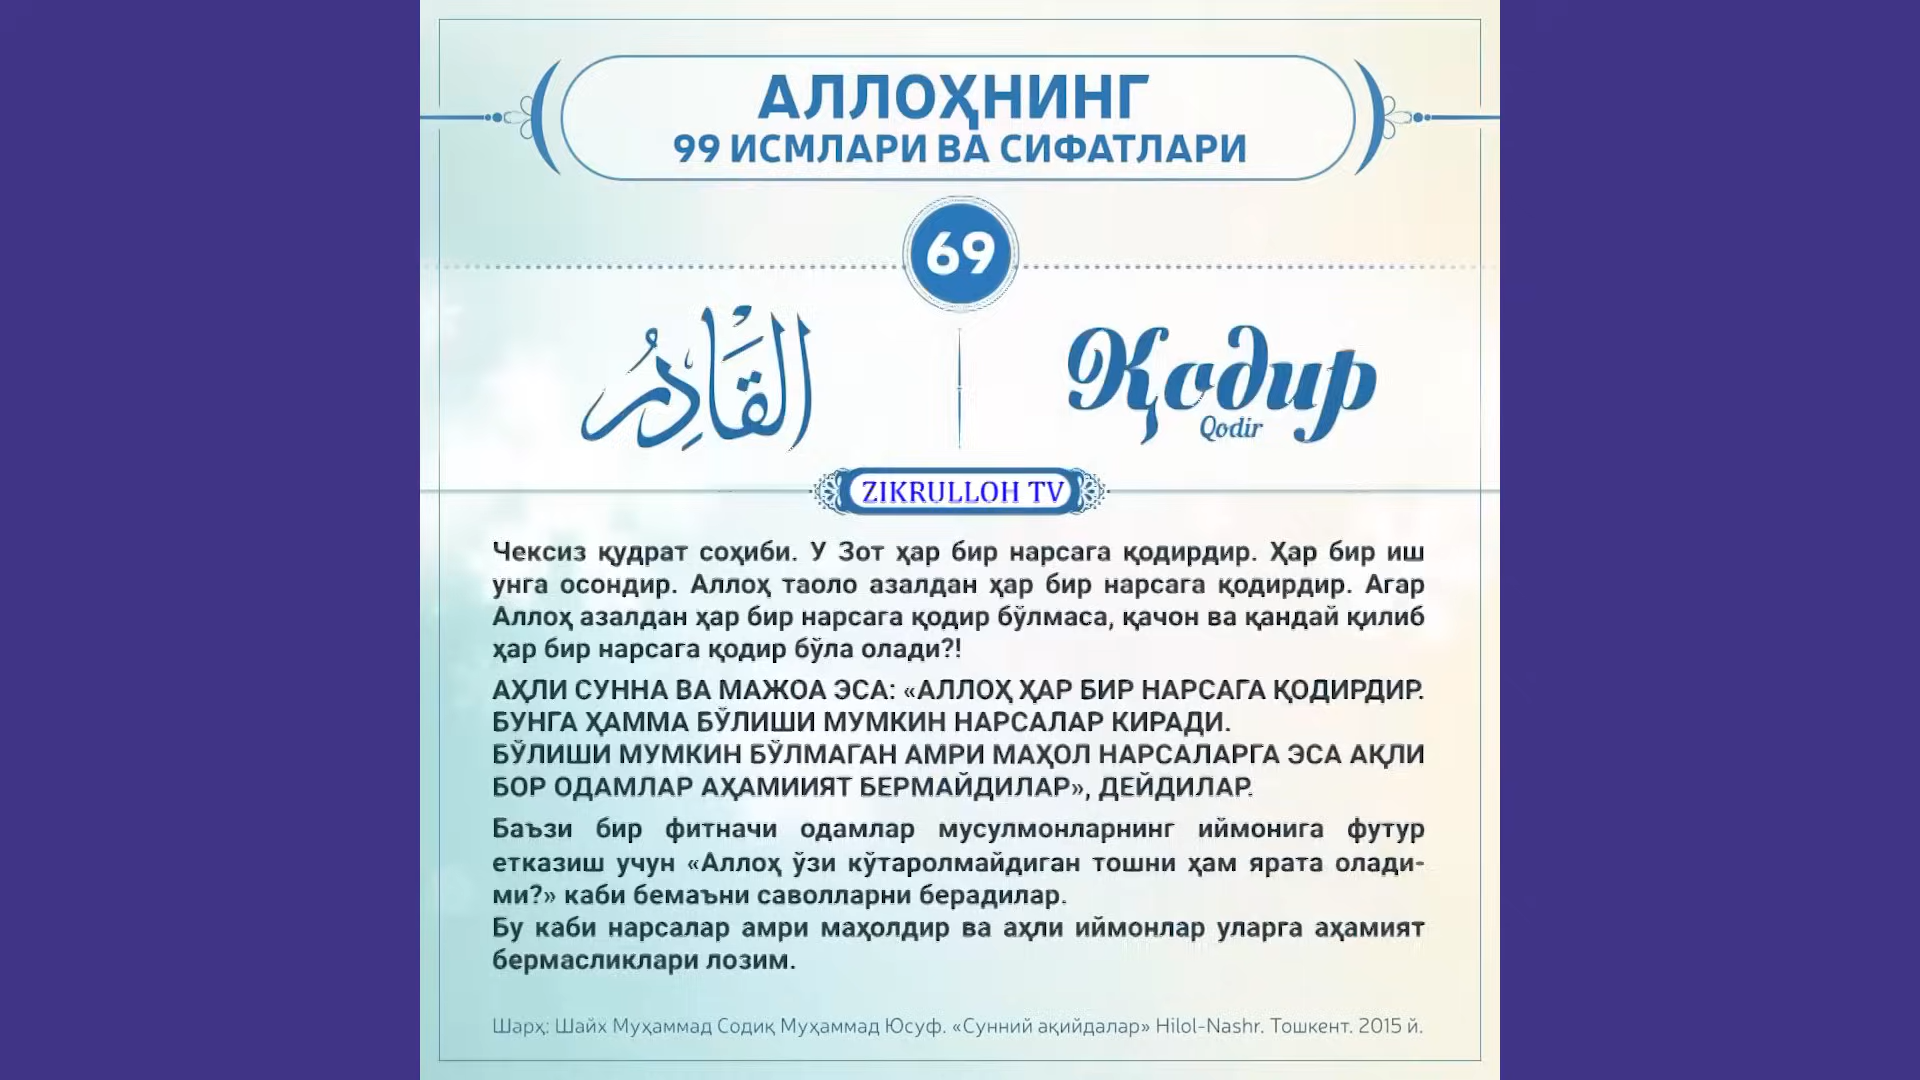 АЛЛОҲНИНГ
99 ИСМЛАРИ ВА СИФАТЛАРИ
69
الْقَادِرُ
Қодир
Qodir
ZIKRULLOH TV
Чексиз қудрат соҳиби. У Зот ҳар бир нарсага қодирдир. Ҳар бир иш
унга осондир. Аллоҳ таоло азалдан ҳар бир нарсага қодирдир. Агар
Аллоҳ азалдан ҳар бир нарсага қодир бўлмаса, қачон ва қандай қилиб
ҳар бир нарсага қодир бўла олади?!
АҲЛИ СУННА ВА МАЖОА ЭСА: «АЛЛОҲ ҲАР БИР НАРСАГА ҚОДИРДИР.
БУНГА ҲАММА БЎЛИШИ МУМКИН НАРСАЛАР КИРАДИ.
БЎЛИШИ МУМКИН БЎЛМАГАН АМРИ МАҲОЛ НАРСАЛАРГА ЭСА АҚЛИ
БОР ОДАМЛАР АҲАМИИЯТ БЕРМАЙДИЛАР», ДЕЙДИЛАР.
Баъзи бир фитначи одамлар мусулмонларнинг иймонига футур
етказиш учун «Аллоҳ ўзи кўтаролмайдиган тошни ҳам ярата олади-
ми?» каби бемаъни саволларни берадилар.
Бу каби нарсалар амри маҳолдир ва аҳли иймонлар уларга аҳамият
бермасликлари лозим.
Шарҳ: Шайх Муҳаммад Содиқ Муҳаммад Юсуф. «Сунний ақийдалар» Hilol-Nashr. Тошкент. 2015 й.